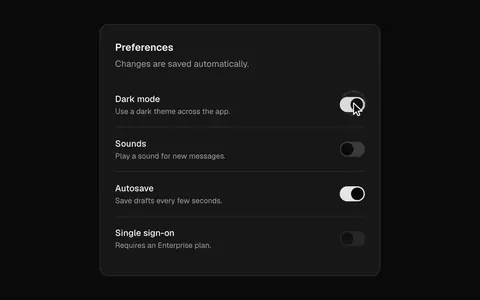 Preferences
Changes are saved automatically.
Dark mode
Use a dark theme across the app.
Sounds
Play a sound for new messages.
Autosave
Save drafts every few seconds.
Single sign-on
Requires an Enterprise plan.